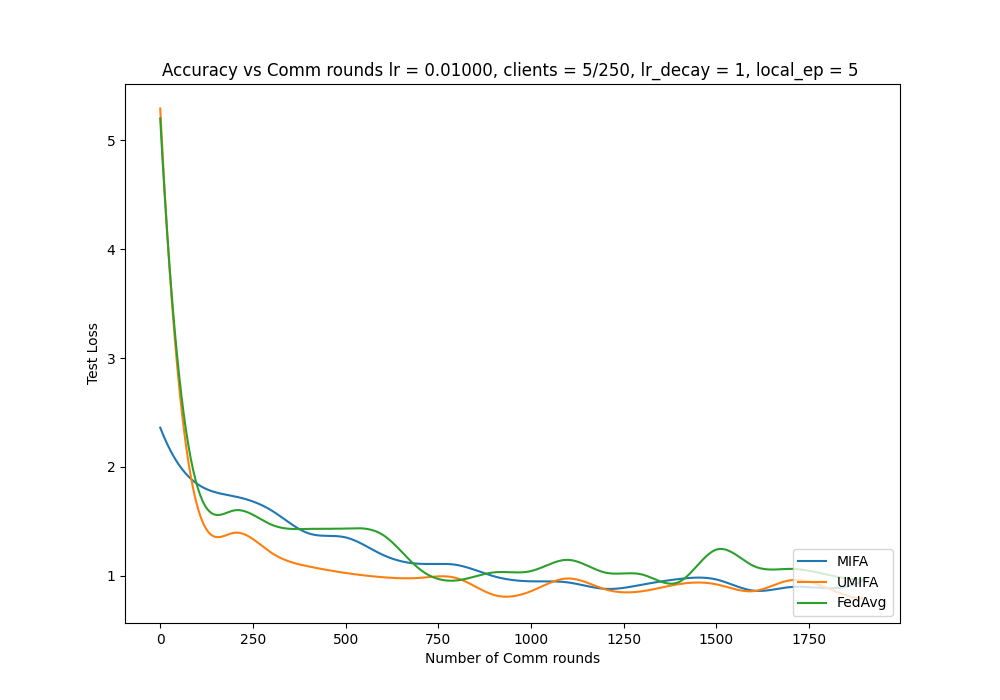 Accuracy vs Comm rounds lr = 0.01000, clients = 5/250, lr_decay = 1, local_ep = 5
5
4
3
2
1
Test Loss
MIFA
UMIFA
FedAvg
0 250 500 750 1000 1250 1500 1750
Number of Comm rounds